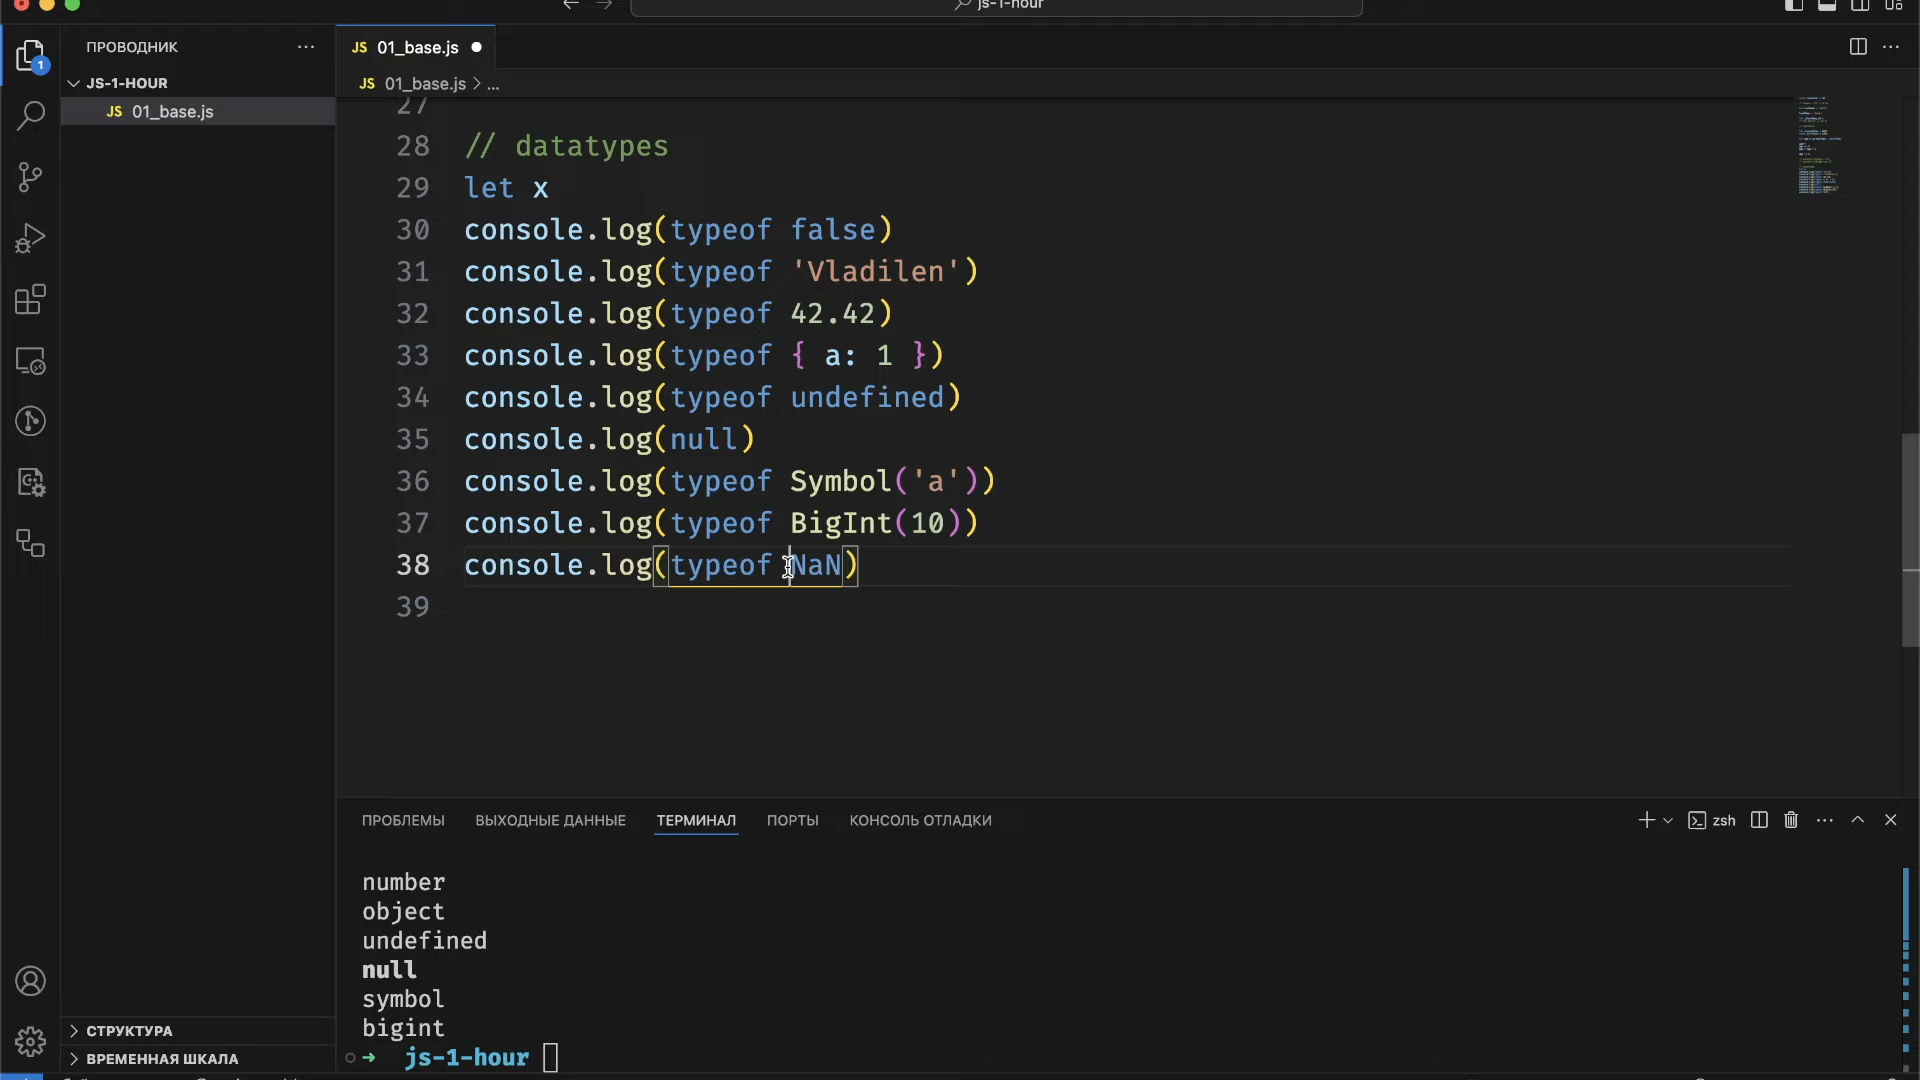 js-1-hour
ПРОВОДНИК
JS-1-HOUR
JS 01_base.js
СТРУКТУРА
ВРЕМЕННАЯ ШКАЛА
1
JS 01_base.js
JS 01_base.js > ...
27
28 // datatypes
29 let x
30 console.log(typeof false)
31 console.log(typeof 'Vladilen')
32 console.log(typeof 42.42)
33 console.log(typeof { a: 1 })
34 console.log(typeof undefined)
35 console.log(null)
36 console.log(typeof Symbol('a'))
37 console.log(typeof BigInt(10))
38 console.log(typeof NaN)
39
ПРОБЛЕМЫ ВЫХОДНЫЕ ДАННЫЕ ТЕРМИНАЛ ПОРТЫ КОНСОЛЬ ОТЛАДКИ
zsh
number
object
undefined
null
symbol
bigint
➜ js-1-hour